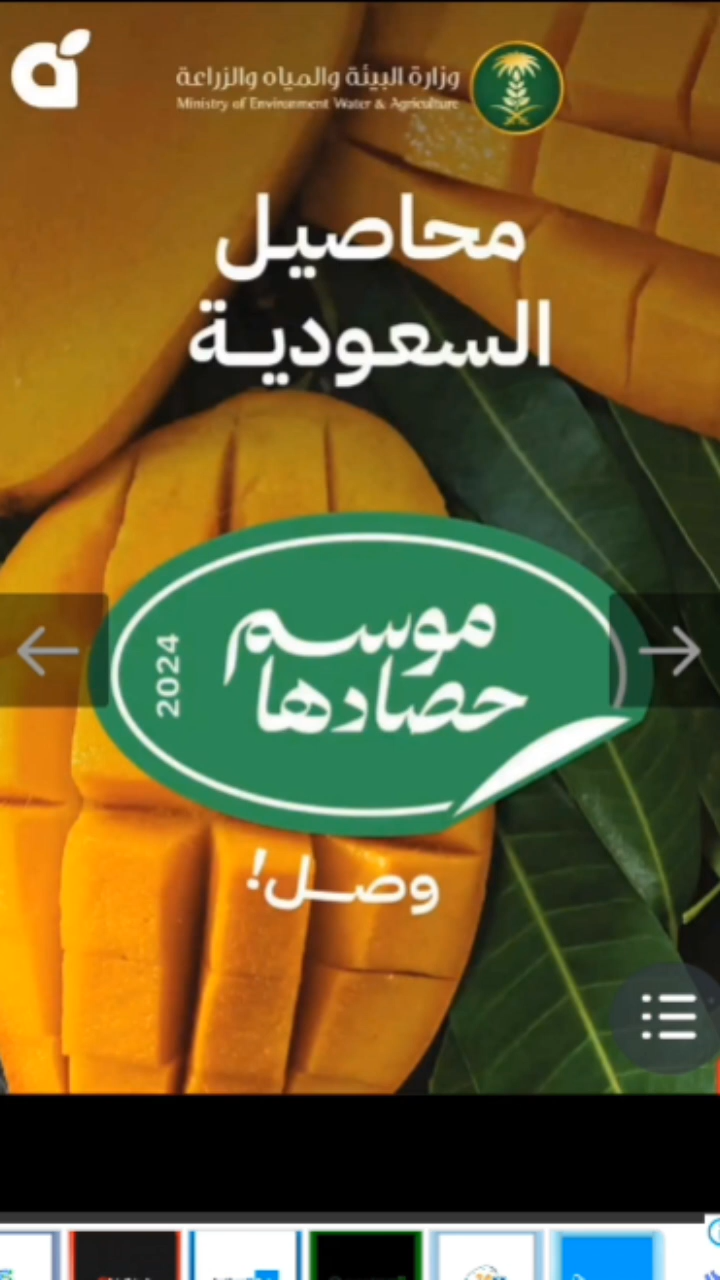 وزارة البيئة والمياه والزراعة
Ministry of Environment Water & Agriculture
محاصيل
السعودية
موسم
حصادها
2024
وصل!